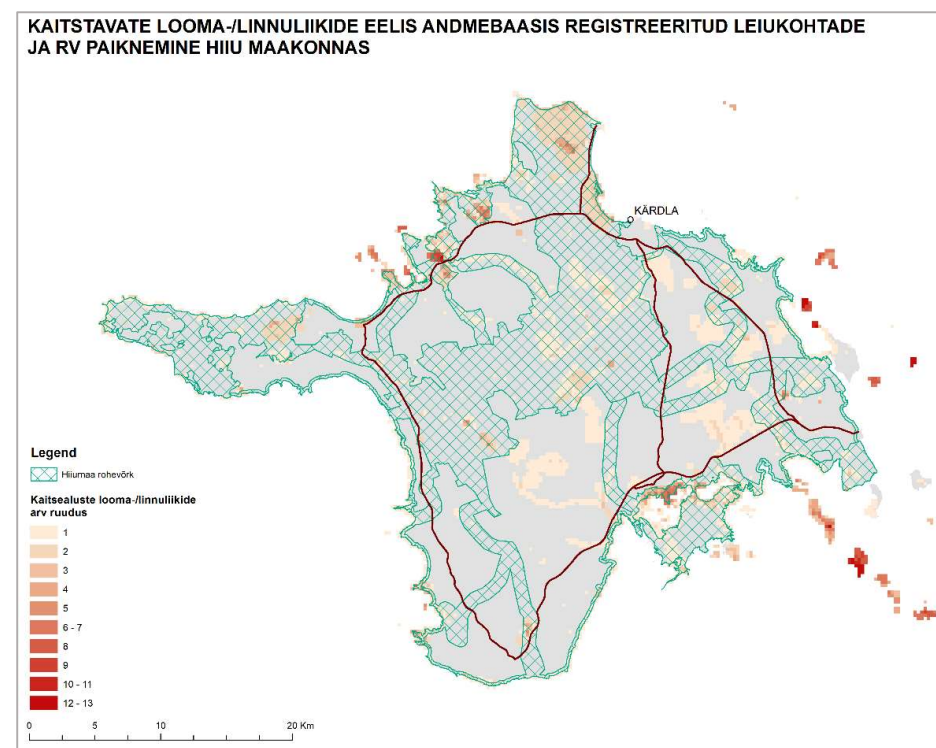 KAITSTAVATE LOOMA-/LINNULIIKIDE EELIS ANDMEBAASIS REGISTREERITUD LEIUKOHTADE
JA RV PAIKNEMINE HIIU MAAKONNAS
KÄRDLA
Legend
Hiiumaa rohevõrk
Kaitsealuste looma-/linnuliikide
arv ruudus
1
2
3
4
5
6 - 7
8
9
10 - 11
12 - 13
0 5 10 20 Km